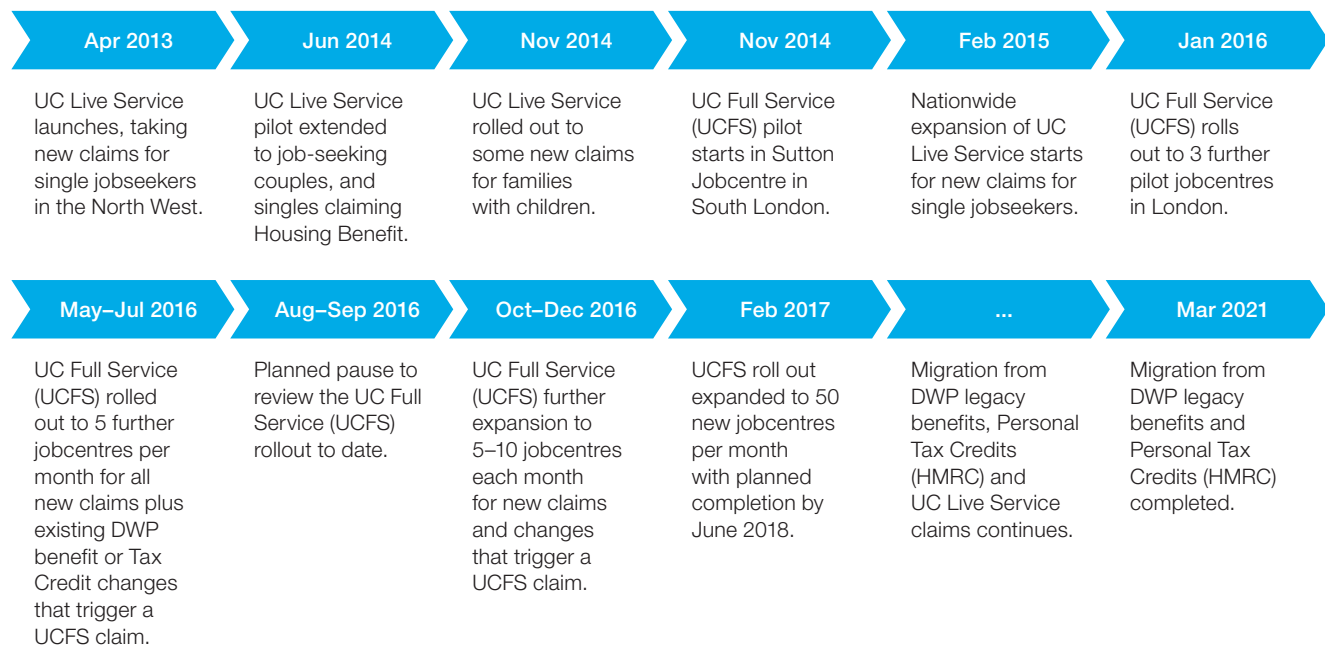 Apr 2013
UC Live Service
launches, taking
new claims for
single jobseekers
in the North West.
Jun 2014
UC Live Service
pilot extended
to job-seeking
couples, and
singles claiming
Housing Benefit.
Nov 2014
UC Live Service
rolled out to
some new claims
for families
with children.
Nov 2014
UC Full Service
(UCFS) pilot
starts in Sutton
Jobcentre in
South London.
Feb 2015
Nationwide
expansion of UC
Live Service starts
for new claims for
single jobseekers.
Jan 2016
UC Full Service
(UCFS) rolls
out to 3 further
pilot jobcentres
in London.
May–Jul 2016
UC Full Service
(UCFS) rolled
out to 5 further
jobcentres per
month for all
new claims plus
existing DWP
benefit or Tax
Credit changes
that trigger a
UCFS claim.
Aug–Sep 2016
Planned pause to
review the UC Full
Service (UCFS)
rollout to date.
Oct–Dec 2016
UC Full Service
(UCFS) further
expansion to
5–10 jobcentres
each month
for new claims
and changes
that trigger a
UCFS claim.
Feb 2017
UCFS roll out
expanded to 50
new jobcentres
per month
with planned
completion by
June 2018.
...
Migration from
DWP legacy
benefits, Personal
Tax Credits
(HMRC) and
UC Live Service
claims continues.
Mar 2021
Migration from
DWP legacy
benefits and
Personal Tax
Credits (HMRC)
completed.